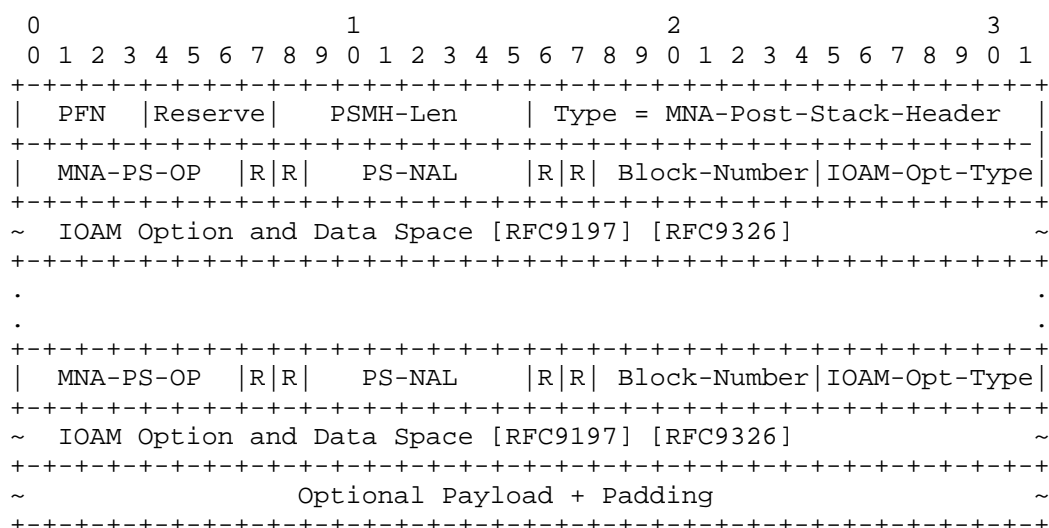 0                   1                   2                   3
 0 1 2 3 4 5 6 7 8 9 0 1 2 3 4 5 6 7 8 9 0 1 2 3 4 5 6 7 8 9 0 1
+-+-+-+-+-+-+-+-+-+-+-+-+-+-+-+-+-+-+-+-+-+-+-+-+-+-+-+-+-+-+-+-+
|  PFN  |Reserve|   PSMH-Len    | Type = MNA-Post-Stack-Header  |
+-+-+-+-+-+-+-+-+-+-+-+-+-+-+-+-+-+-+-+-+-+-+-+-+-+-+-+-+-+-+-+-|
|  MNA-PS-OP  |R|R|   PS-NAL    |R|R| Block-Number|IOAM-Opt-Type|
+-+-+-+-+-+-+-+-+-+-+-+-+-+-+-+-+-+-+-+-+-+-+-+-+-+-+-+-+-+-+-+-+
~  IOAM Option and Data Space [RFC9197] [RFC9326]               ~
+-+-+-+-+-+-+-+-+-+-+-+-+-+-+-+-+-+-+-+-+-+-+-+-+-+-+-+-+-+-+-+-+
.                                                               .
.                                                               .
+-+-+-+-+-+-+-+-+-+-+-+-+-+-+-+-+-+-+-+-+-+-+-+-+-+-+-+-+-+-+-+-+
|  MNA-PS-OP  |R|R|   PS-NAL    |R|R| Block-Number|IOAM-Opt-Type|
+-+-+-+-+-+-+-+-+-+-+-+-+-+-+-+-+-+-+-+-+-+-+-+-+-+-+-+-+-+-+-+-+
~  IOAM Option and Data Space [RFC9197] [RFC9326]               ~
+-+-+-+-+-+-+-+-+-+-+-+-+-+-+-+-+-+-+-+-+-+-+-+-+-+-+-+-+-+-+-+-+
~                 Optional Payload + Padding                    ~
+-+-+-+-+-+-+-+-+-+-+-+-+-+-+-+-+-+-+-+-+-+-+-+-+-+-+-+-+-+-+-+-+